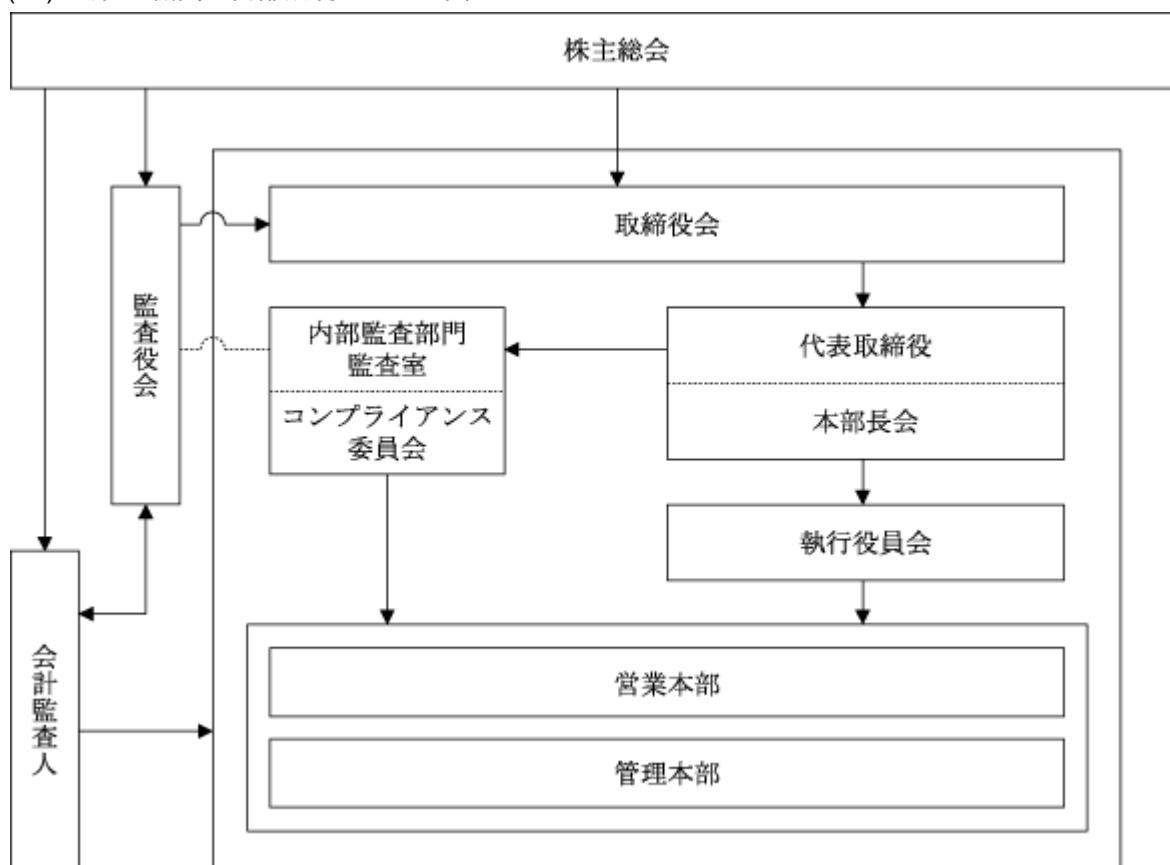 株主総会
取締役会
監査役会
内部監査部門
監査室
コンプライアンス
委員会
代表取締役
本部長会
執行役員会
会計監査人
営業本部
管理本部